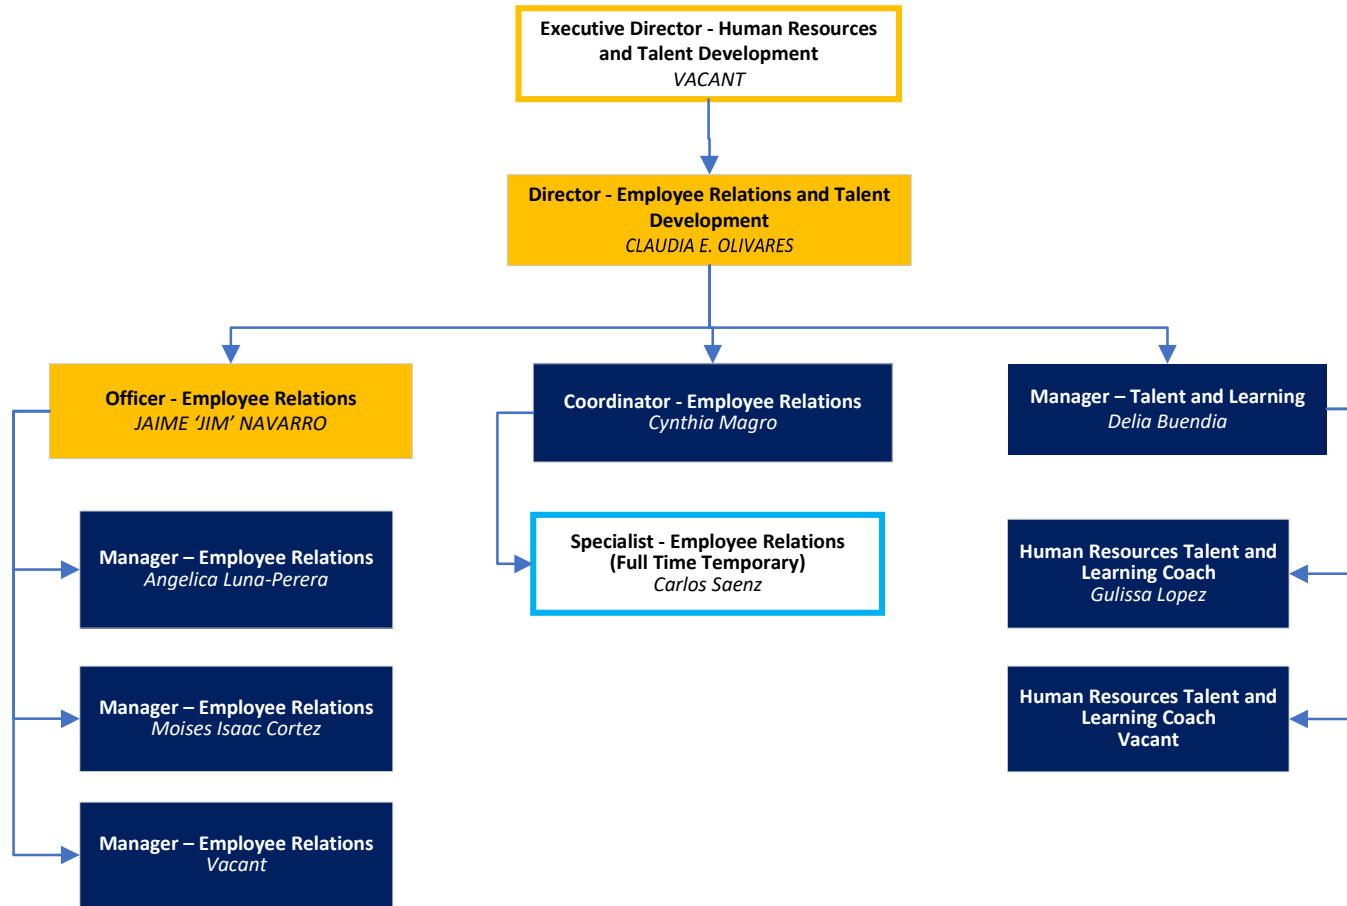 Executive Director - Human Resources
and Talent Development
VACANT
Director - Employee Relations and Talent
Development
CLAUDIA E. OLIVARES
Officer - Employee Relations
JAIME ‘JIM’ NAVARRO
Coordinator - Employee Relations
Cynthia Magro
Manager – Talent and Learning
Delia Buendia
Manager – Employee Relations
Angelica Luna-Perera
Specialist - Employee Relations
(Full Time Temporary)
Carlos Saenz
Human Resources Talent and
Learning Coach
Gulissa Lopez
Manager – Employee Relations
Moises Isaac Cortez
Human Resources Talent and
Learning Coach
Vacant
Manager – Employee Relations
Vacant